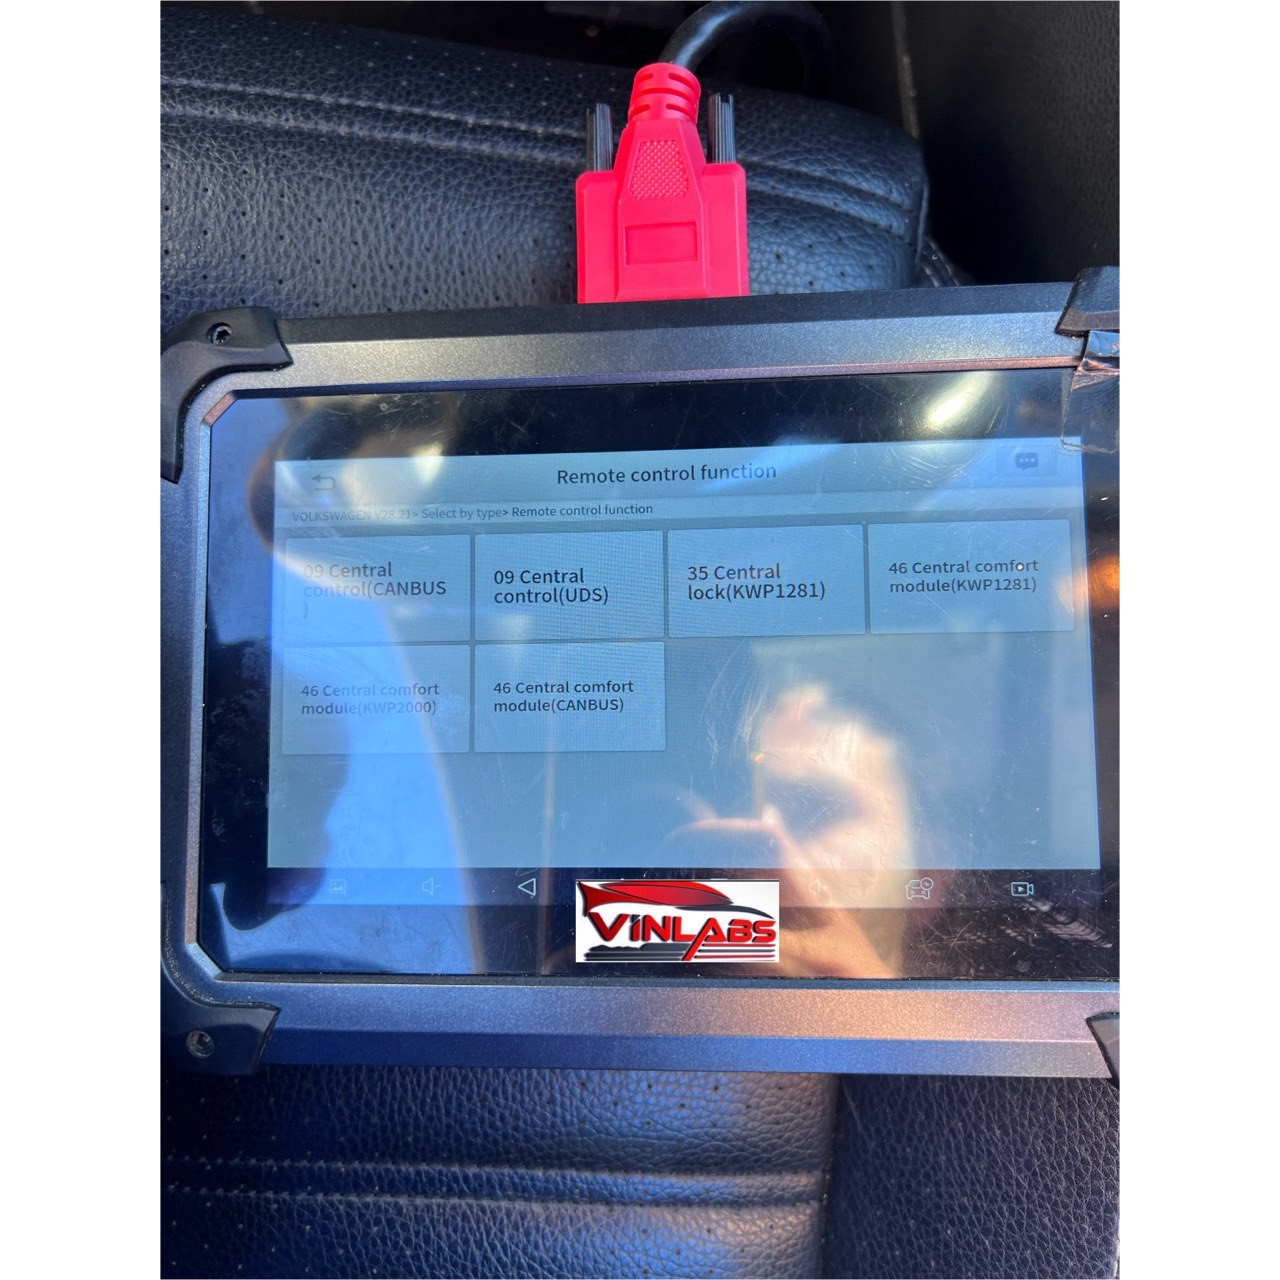 Remote control function
VOLKSWAGEN V28.21> Select by type> Remote control function
09 Central
control(CANBUS
)
09 Central
control(UDS)
35 Central
lock(KWP1281)
46 Central comfort
module(KWP1281)
46 Central comfort
module(KWP2000)
46 Central comfort
module(CANBUS)
VINLABS